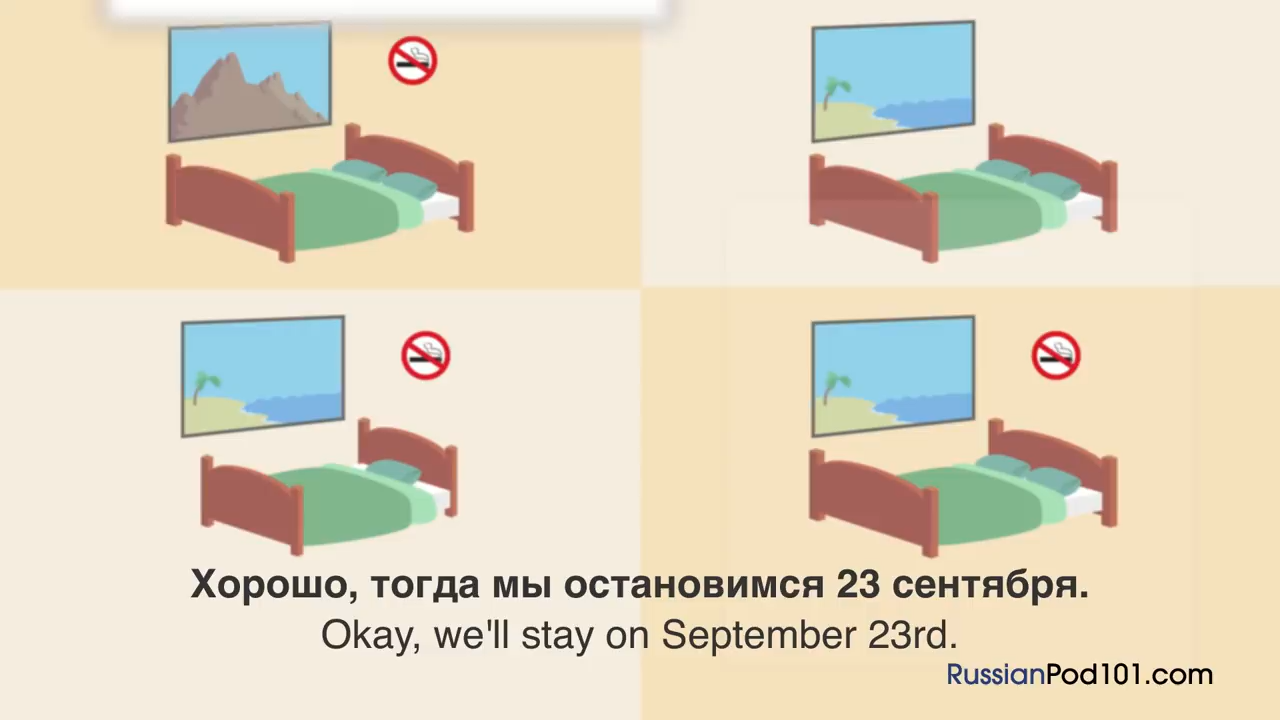 Хорошо, тогда мы остановимся 23 сентября.
Okay, we'll stay on September 23rd.
RussianPod101.com